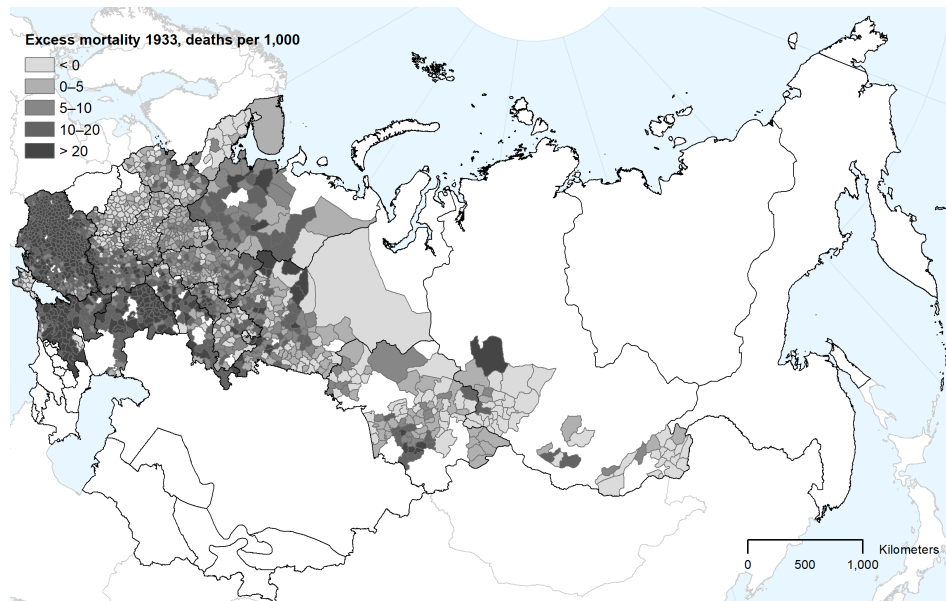 Excess mortality 1933, deaths per 1,000
< 0
0–5
5–10
10–20
> 20
Kilometers
0 500 1,000